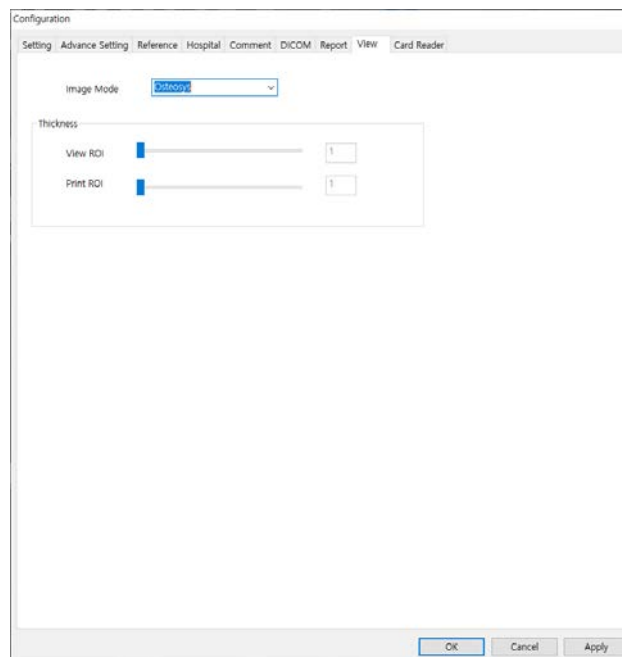 Configuration
Setting Advance Setting Reference Hospital Comment DICOM Report View Card Reader
Image Mode Osteosys
Thickness
View ROI 1
Print ROI 1
OK Cancel Apply